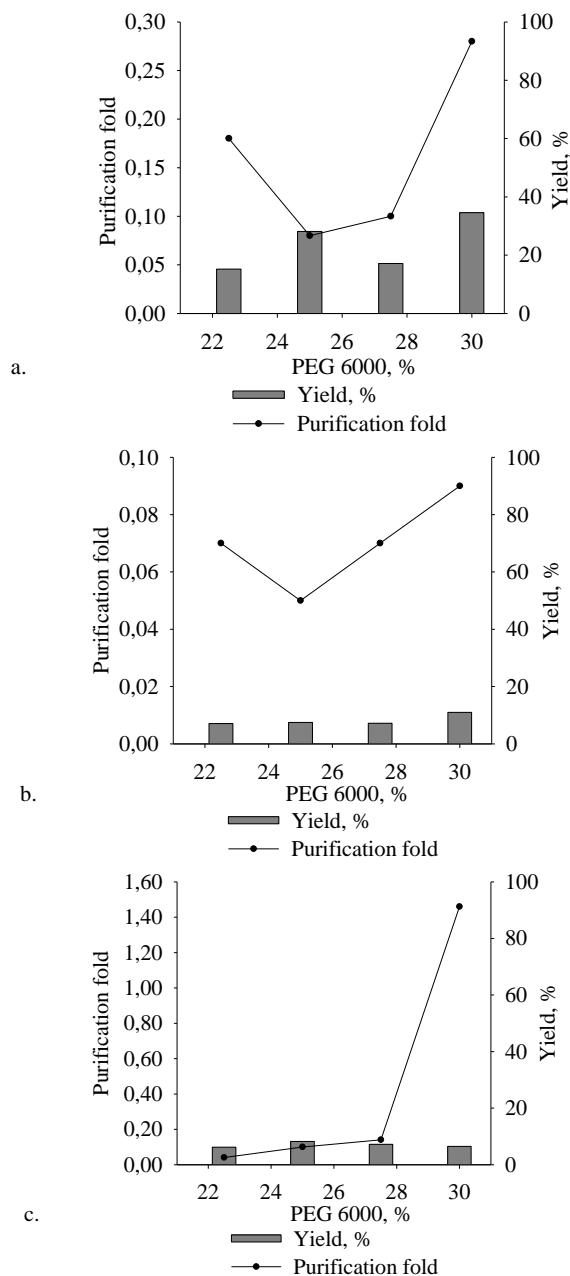 0,30 100
0,25 80
0,20 60
0,15
0,10 40
0,05 20
0,00 0
Purification fold
Yield, %
22 24 26 28 30
PEG 6000, %
a.
Yield, %
Purification fold
0,10 100
0,08 80
0,06 60
0,04 40
0,02 20
0,00 0
Purification fold
Yield, %
22 24 26 28 30
PEG 6000, %
b.
Yield, %
Purification fold
1,60 100
1,40
1,20 80
1,00 60
0,80
0,60 40
0,40 20
0,20
0,00 0
Purification fold
Yield, %
22 24 26 28 30
PEG 6000, %
c.
Yield, %
Purification fold